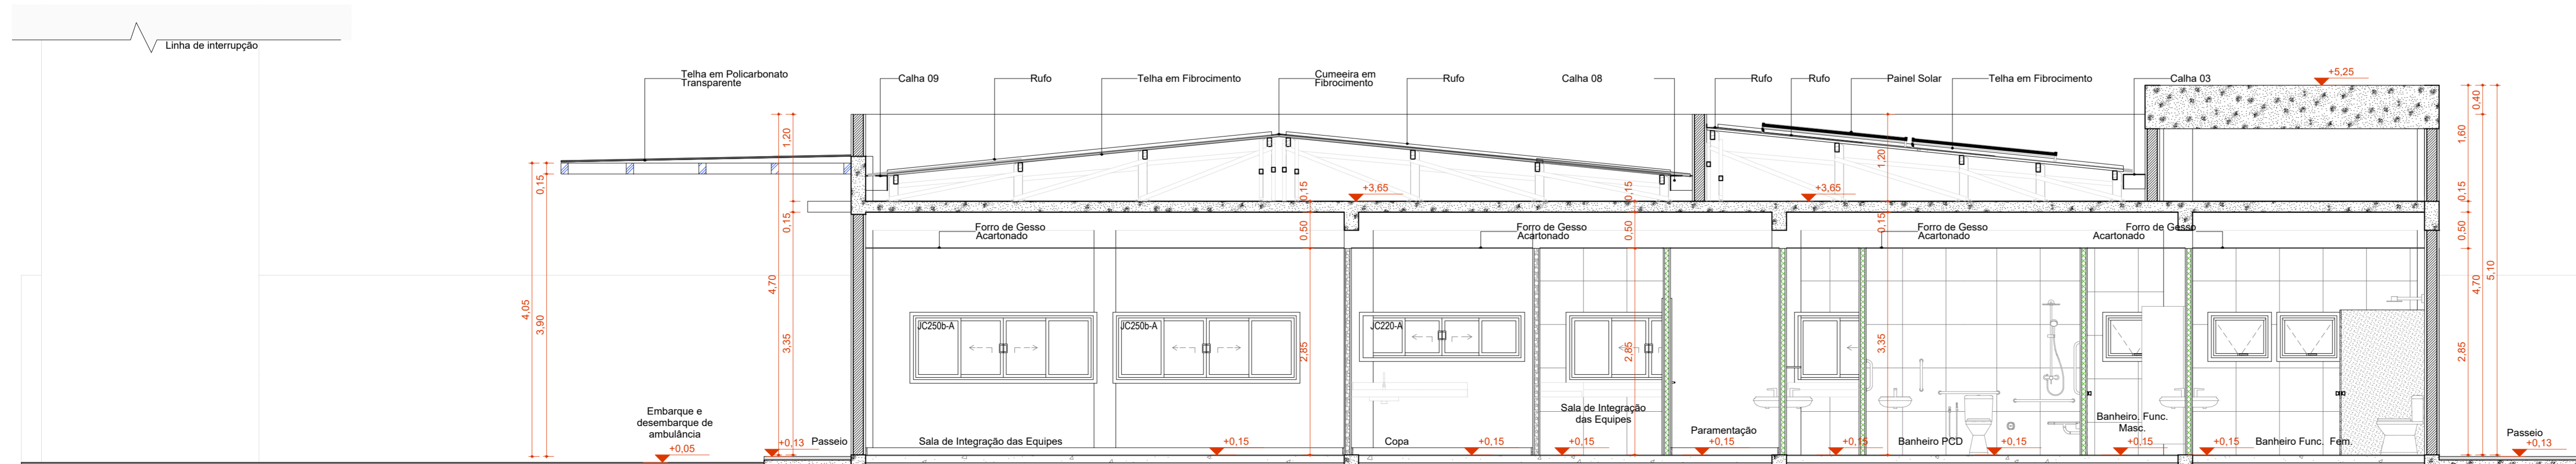 Linha de interrupção
Telha em Policarbonato
Transparente
Calha 09
Rufo
Telha em Fibrocimento
Cumeeira em
Fibrocimento
Rufo
Calha 08
Rufo
Rufo
Painel Solar
Telha em Fibrocimento
Calha 03
+5,25
0,40
1,60
5,10
4,70
0,15
0,50
2,85
1,20
0,15
4,70
3,35
0,15
4,05
3,90
+3,65
+3,65
0,15
0,50
2,85
0,15
0,50
2,85
1,20
0,15
3,35
Forro de Gesso
Acartonado
Forro de Gesso
Acartonado
Forro de Gesso
Acartonado
Forro de Gesso
Acartonado
JC250b-A
JC250b-A
JC220-A
Embarque e
desembarque de
ambulância
+0,05
+0,13
Passeio
Sala de Integração das Equipes
+0,15
Copa
+0,15
Sala de Integração
das Equipes
+0,15
Paramentação
+0,15
+0,15
Banheiro PCD
+0,15
Banheiro. Func.
Masc.
+0,15
+0,15
Banheiro Func. Fem.
Passeio
+0,13